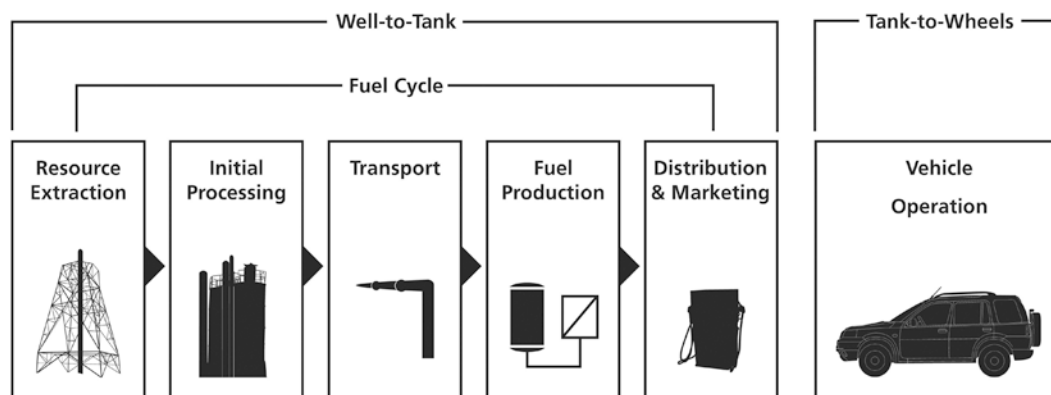 Well-to-Tank
Tank-to-Wheels
Fuel Cycle
Resource
Extraction
Initial
Processing
Transport
Fuel
Production
Distribution
& Marketing
Vehicle
Operation